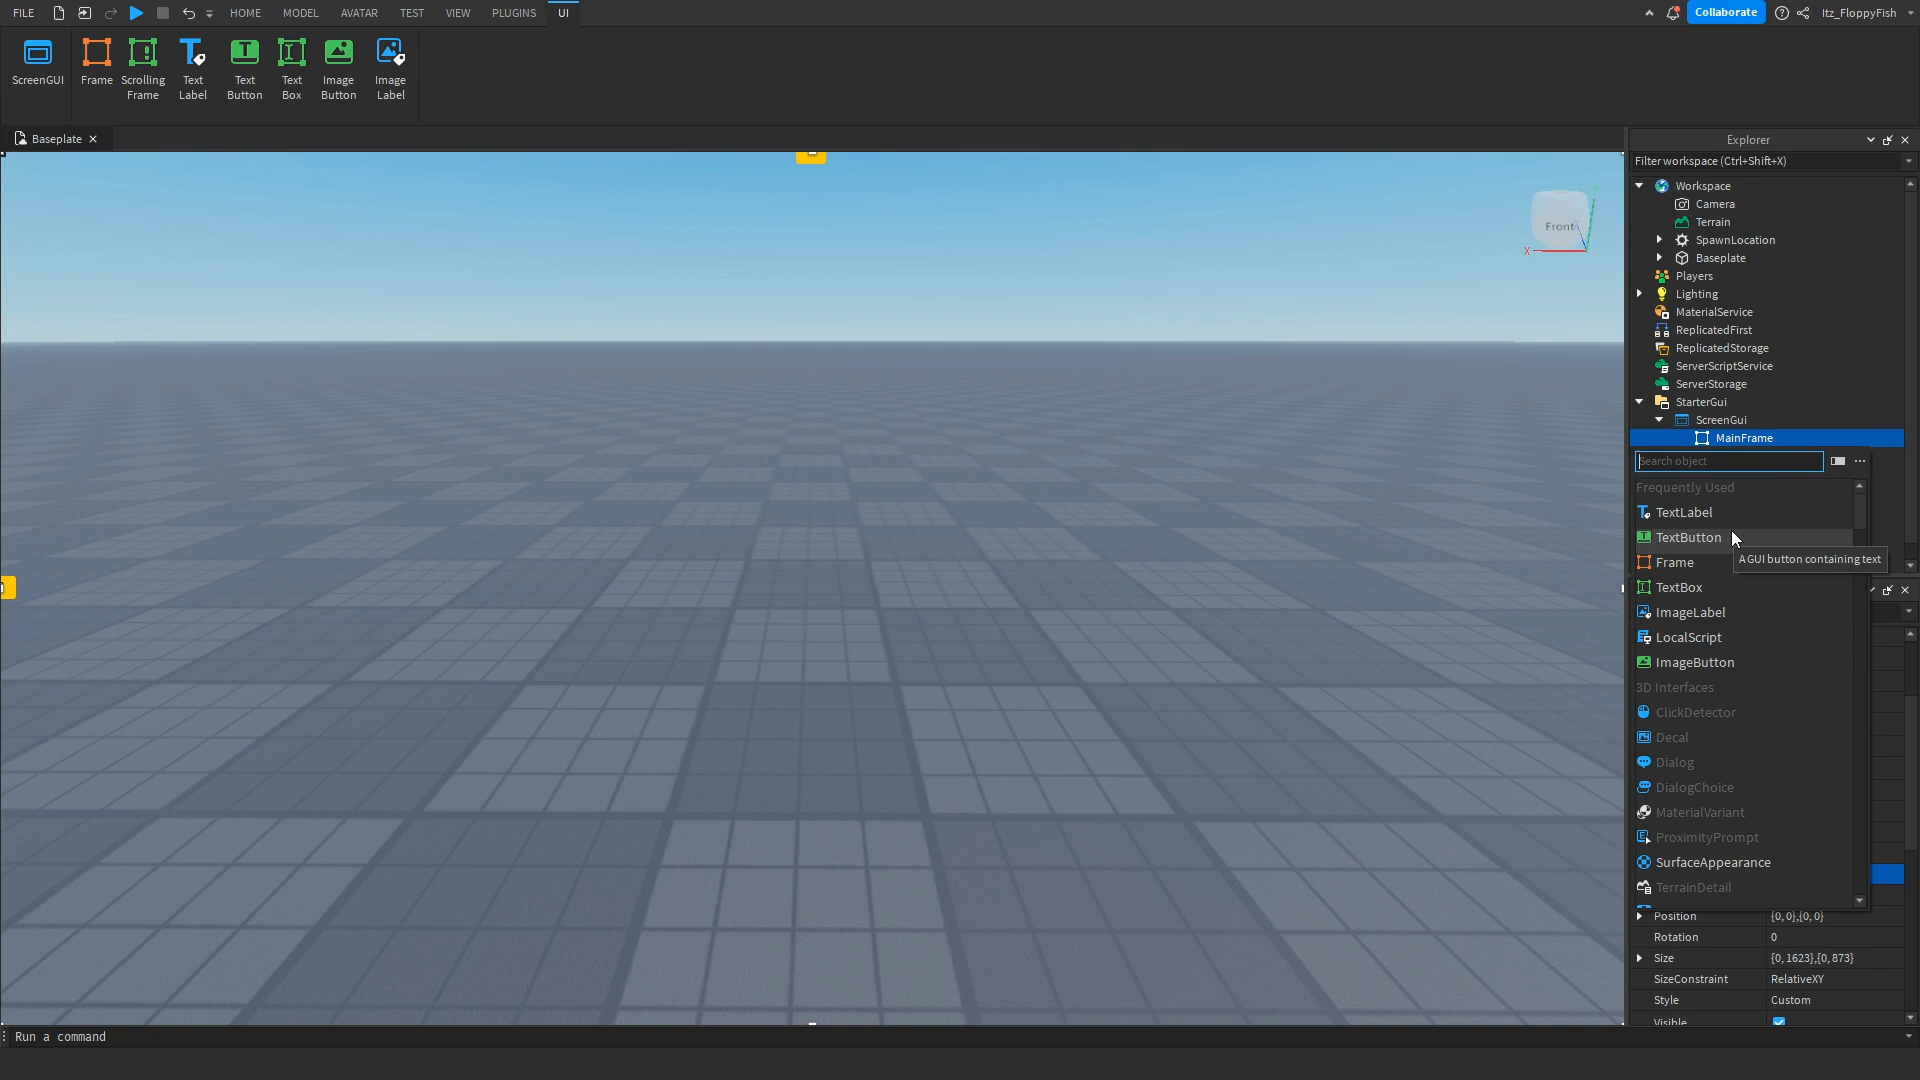 FILE
HOME
MODEL
AVATAR
TEST
VIEW
PLUGINS
UI
Collaborate
Itz_FloppyFish
ScreenGUI
Frame
Scrolling
Frame
Text
Label
Text
Button
Text
Box
Image
Button
Image
Label
Baseplate
Explorer
Filter workspace (Ctrl+Shift+X)
Front
X
Workspace
Camera
Terrain
SpawnLocation
Baseplate
Players
Lighting
MaterialService
ReplicatedFirst
ReplicatedStorage
ServerScriptService
ServerStorage
StarterGui
ScreenGui
MainFrame
Search object
Frequently Used
TextLabel
TextButton
A GUI button containing text
Frame
TextBox
ImageLabel
LocalScript
ImageButton
3D Interfaces
ClickDetector
Decal
Dialog
DialogChoice
MaterialVariant
ProximityPrompt
SurfaceAppearance
TerrainDetail
Position {0, 0},{0, 0}
Rotation 0
Size {0, 1623},{0, 873}
SizeConstraint RelativeXY
Style Custom
Visible
Run a command